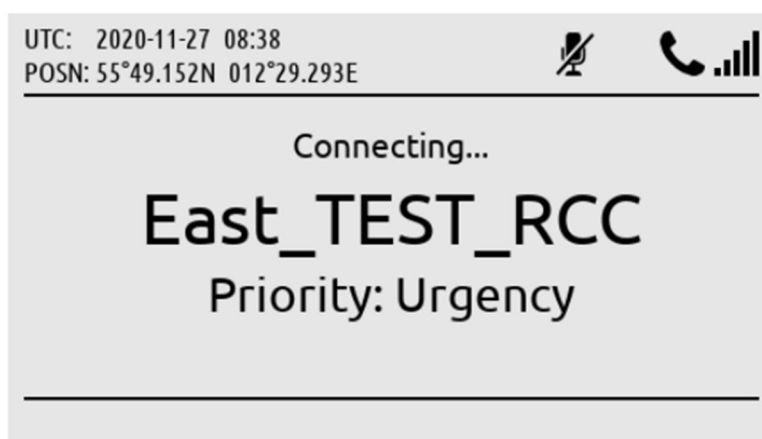 UTC: 2020-11-27 08:38
POSN: 55°49.152N 012°29.293E
Connecting...
East_TEST_RCC
Priority: Urgency